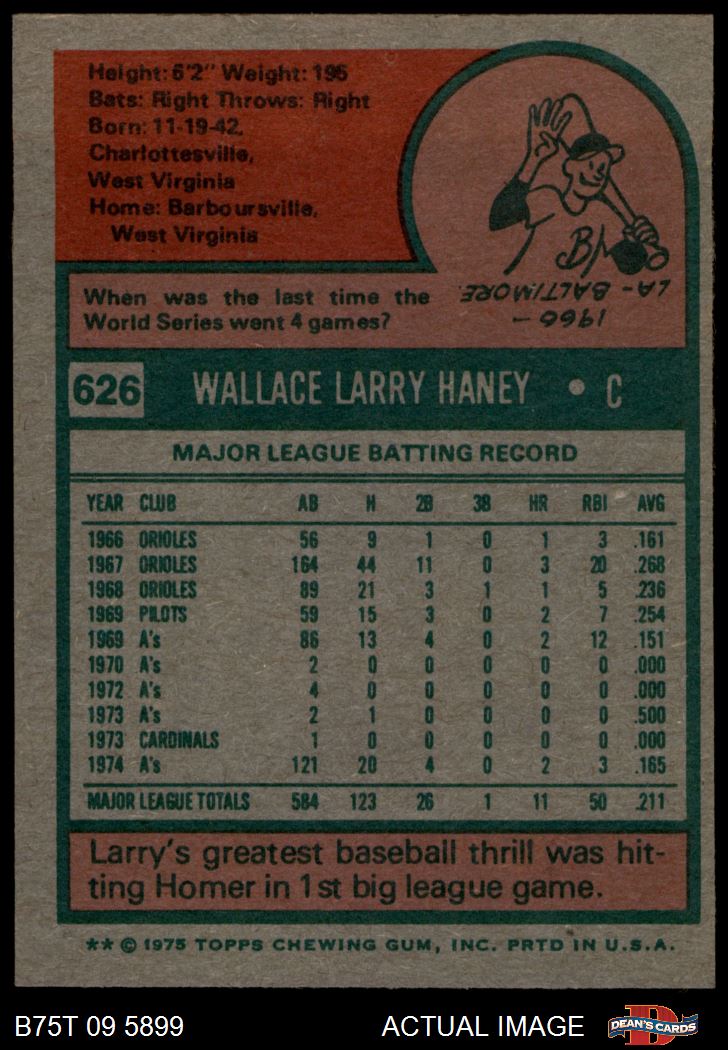 Height: 6'2" Weight: 195
Bats: Right Throws: Right
Born: 11-19-42,
Charlottesville,
West Virginia
Home: Barboursville,
West Virginia
B
When was the last time the
World Series went 4 games?
1966 -
LA - BALTIMORE.
626 WALLACE LARRY HANEY • C
MAJOR LEAGUE BATTING RECORD
YEAR CLUB AB H 2B 3B HR RBI AVG
1966 ORIOLES 56 9 1 0 1 3 .161
1967 ORIOLES 164 44 11 0 3 20 .268
1968 ORIOLES 89 21 3 1 1 5 .236
1969 PILOTS 59 15 3 0 2 7 .254
1969 A's 86 13 4 0 2 12 .151
1970 A's 2 0 0 0 0 0 .000
1972 A's 4 0 0 0 0 0 .000
1973 A's 2 1 0 0 0 0 .500
1973 CARDINALS 1 0 0 0 0 0 .000
1974 A's 121 20 4 0 2 3 .165
MAJOR LEAGUE TOTALS 584 123 26 1 11 50 .211
Larry's greatest baseball thrill was hit-
ting Homer in 1st big league game.
** © 1975 TOPPS CHEWING GUM, INC. PRTD IN U.S.A.
B75T 09 5899 ACTUAL IMAGE DEAN'S CARDS